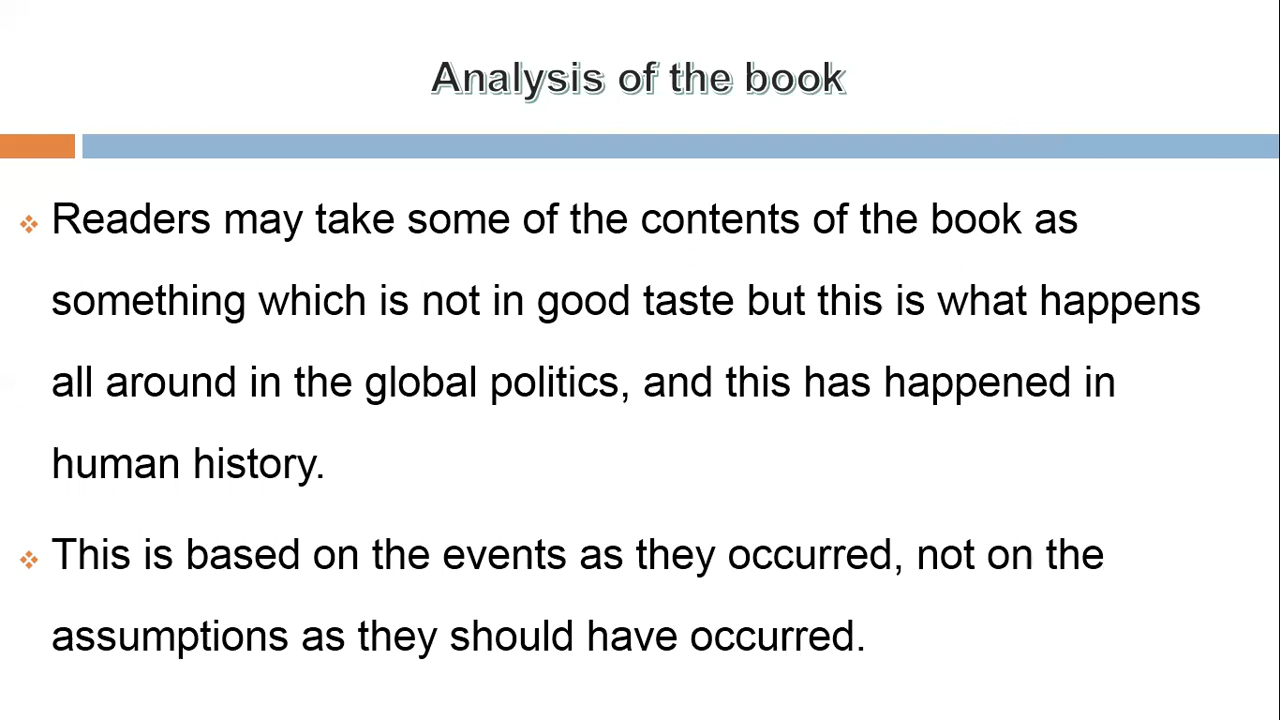 Analysis of the book
Readers may take some of the contents of the book as
something which is not in good taste but this is what happens
all around in the global politics, and this has happened in
human history.
This is based on the events as they occurred, not on the
assumptions as they should have occurred.